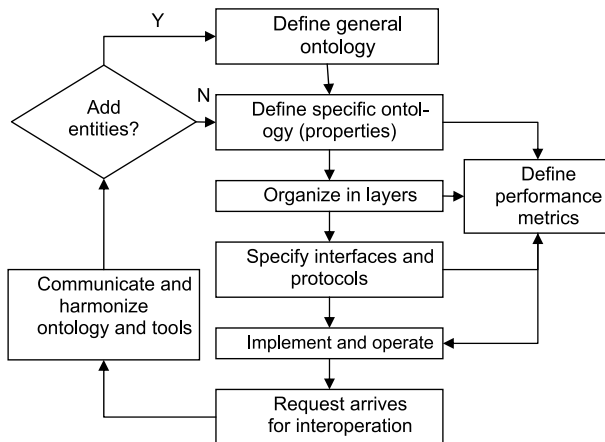 Y
Define general
ontology
Add
entities?
N
Define specific ontol-
ogy (properties)
Organize in layers
Define
performance
metrics
Specify interfaces and
protocols
Communicate and
harmonize
ontology and tools
Implement and operate
Request arrives
for interoperation